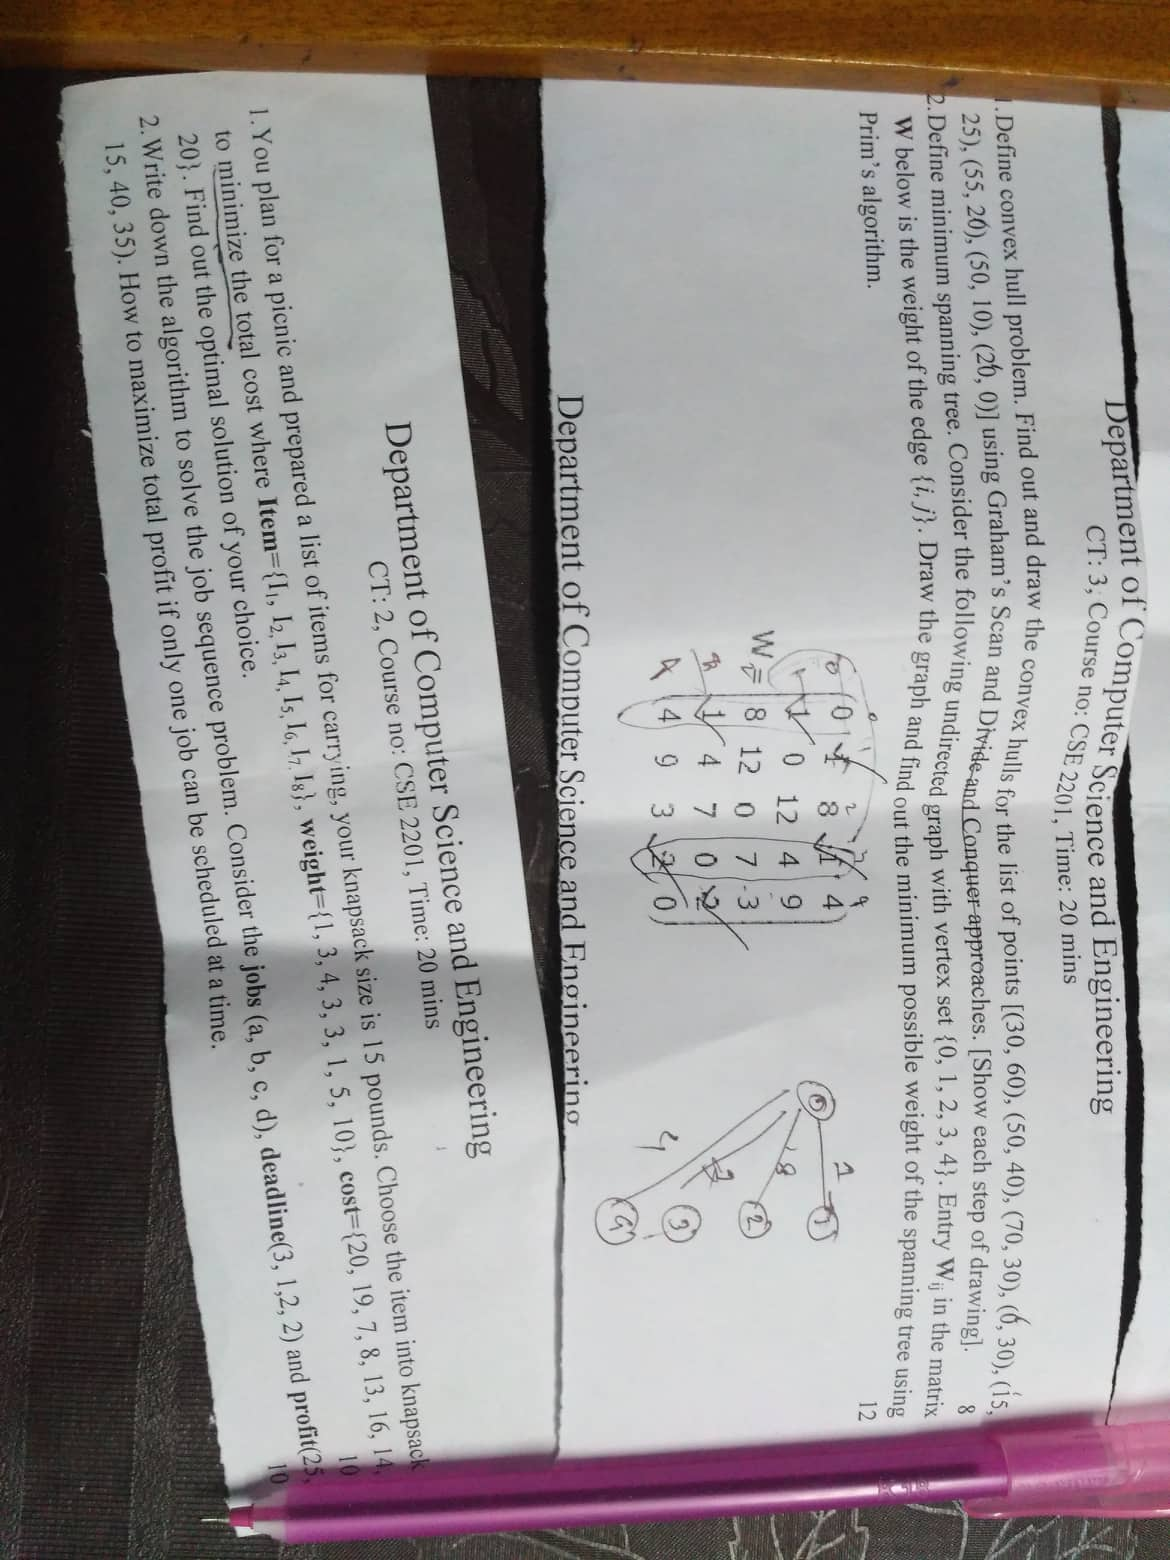 Department of Computer Science and Engineering
CT: 3, Course no: CSE 2201, Time: 20 mins
1. Define convex hull problem. Find out and draw the convex hulls for the list of points [(30, 60), (50, 40), (70, 30), (6, 30), (15,
25), (55, 20), (50, 10), (20, 0)] using Graham's Scan and Divide and Conquer approaches. [Show each step of drawing]. 8
2. Define minimum spanning tree. Consider the following undirected graph with vertex set {0, 1, 2, 3, 4}. Entry Wij in the matrix
W below is the weight of the edge {i, j}. Draw the graph and find out the minimum possible weight of the spanning tree using
Prim's algorithm. 12
0 1 8 1 4
1 0 12 4 9
W = 8 12 0 7 3
1 4 7 0 2
4 9 3 2 0
0 1 1
8 2
3
4 4
Department of Computer Science and Engineering
Department of Computer Science and Engineering
CT: 2, Course no: CSE 2201, Time: 20 mins
1. You plan for a picnic and prepared a list of items for carrying, your knapsack size is 15 pounds. Choose the item into knapsack
to minimize the total cost where Item={I1, I2, I3, I4, I5, I6, I7, I8}, weight={1, 3, 4, 3, 3, 1, 5, 10}, cost={20, 19, 7, 8, 13, 16, 14,
20}. Find out the optimal solution of your choice. 10
2. Write down the algorithm to solve the job sequence problem. Consider the jobs (a, b, c, d), deadline(3, 1,2, 2) and profit(25,
15, 40, 35). How to maximize total profit if only one job can be scheduled at a time. 10